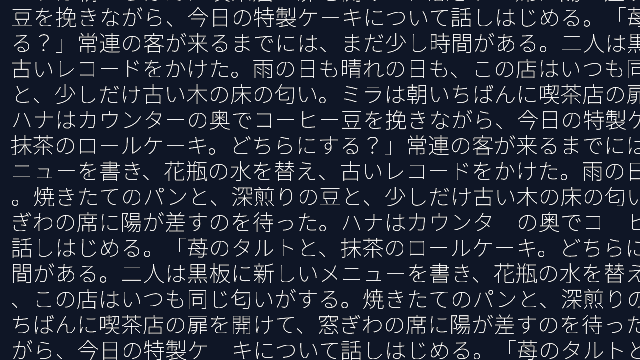 豆を挽きながら、今日の特製ケーキについて話しはじめる。「苺
る？」常連の客が来るまでには、まだ少し時間がある。二人は黒
古いレコードをかけた。雨の日も晴れの日も、この店はいつも同
と、少しだけ古い木の床の匂い。ミラは朝いちばんに喫茶店の扉
ハナはカウンターの奥でコーヒー豆を挽きながら、今日の特製ケ
抹茶のロールケーキ。どちらにする？」常連の客が来るまでには
ニューを書き、花瓶の水を替え、古いレコードをかけた。雨の日
。焼きたてのパンと、深煎りの豆と、少しだけ古い木の床の匂い
ぎわの席に陽が差すのを待った。ハナはカウンタ　の奥でコ　ヒ
話しはじめる。「苺のタルトと、抹茶のロールケーキ。どちらに
間がある。二人は黒板に新しいメニューを書き、花瓶の水を替え
、この店はいつも同じ匂いがする。焼きたてのパンと、深煎りの
ちばんに喫茶店の扉を開けて、窓ぎわの席に陽が差すのを待った
がら、今日の特製ケ　キについて話しはじめる。「苺のタルトと